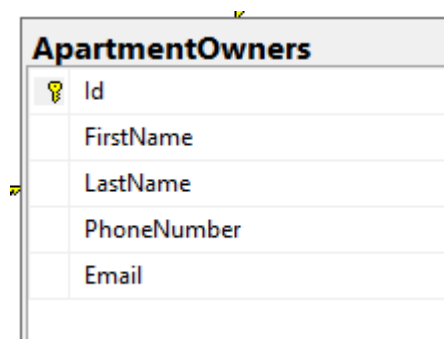 ApartmentOwners
Id
FirstName
LastName
PhoneNumber
Email